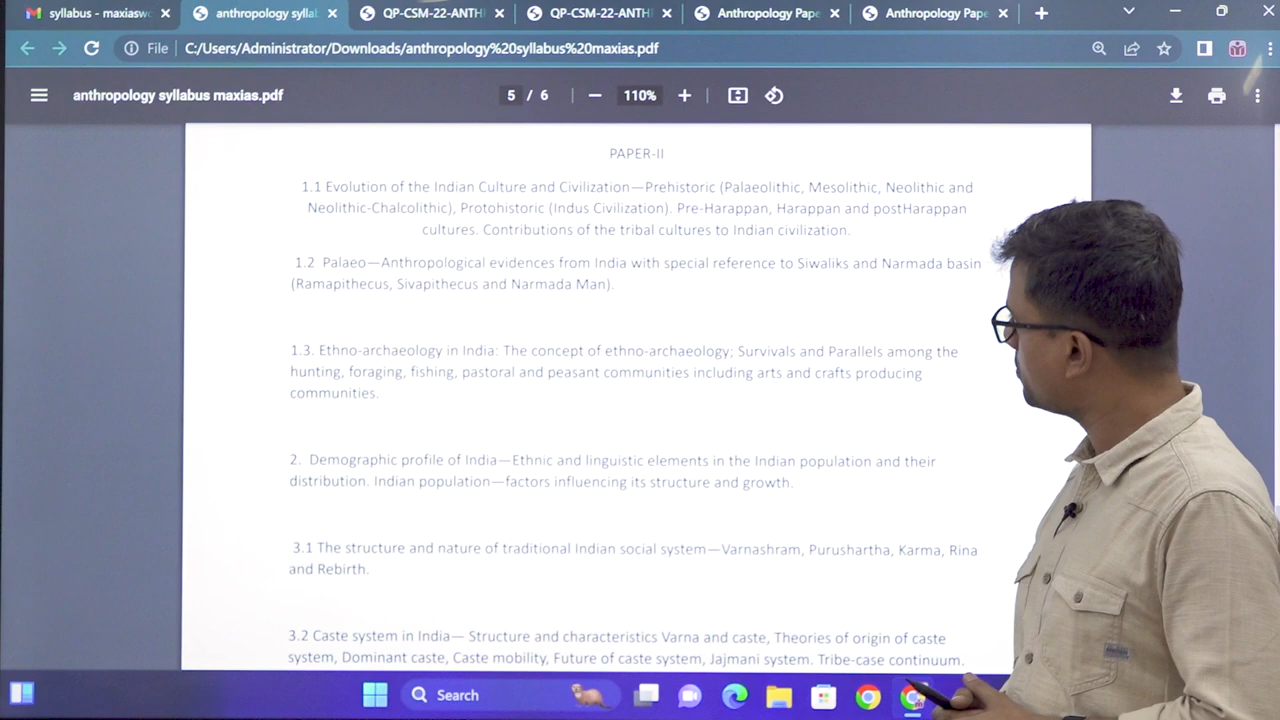 syllabus - maxiasw
anthropology syllab
QP-CSM-22-ANTH
QP-CSM-22-ANTH
Anthropology Pape
Anthropology Pape
File
C:/Users/Administrator/Downloads/anthropology%20syllabus%20maxias.pdf
anthropology syllabus maxias.pdf
5 / 6
110%
PAPER-II
1.1 Evolution of the Indian Culture and Civilization—Prehistoric (Palaeolithic, Mesolithic, Neolithic and
Neolithic-Chalcolithic), Protohistoric (Indus Civilization). Pre-Harappan, Harappan and postHarappan
cultures. Contributions of the tribal cultures to Indian civilization.
1.2 Palaeo—Anthropological evidences from India with special reference to Siwaliks and Narmada basin
(Ramapithecus, Sivapithecus and Narmada Man).
1.3. Ethno-archaeology in India: The concept of ethno-archaeology; Survivals and Parallels among the
hunting, foraging, fishing, pastoral and peasant communities including arts and crafts producing
communities.
2. Demographic profile of India—Ethnic and linguistic elements in the Indian population and their
distribution. Indian population—factors influencing its structure and growth.
3.1 The structure and nature of traditional Indian social system—Varnashram, Purushartha, Karma, Rina
and Rebirth.
3.2 Caste system in India— Structure and characteristics Varna and caste, Theories of origin of caste
system, Dominant caste, Caste mobility, Future of caste system, Jajmani system. Tribe-case continuum.
Search